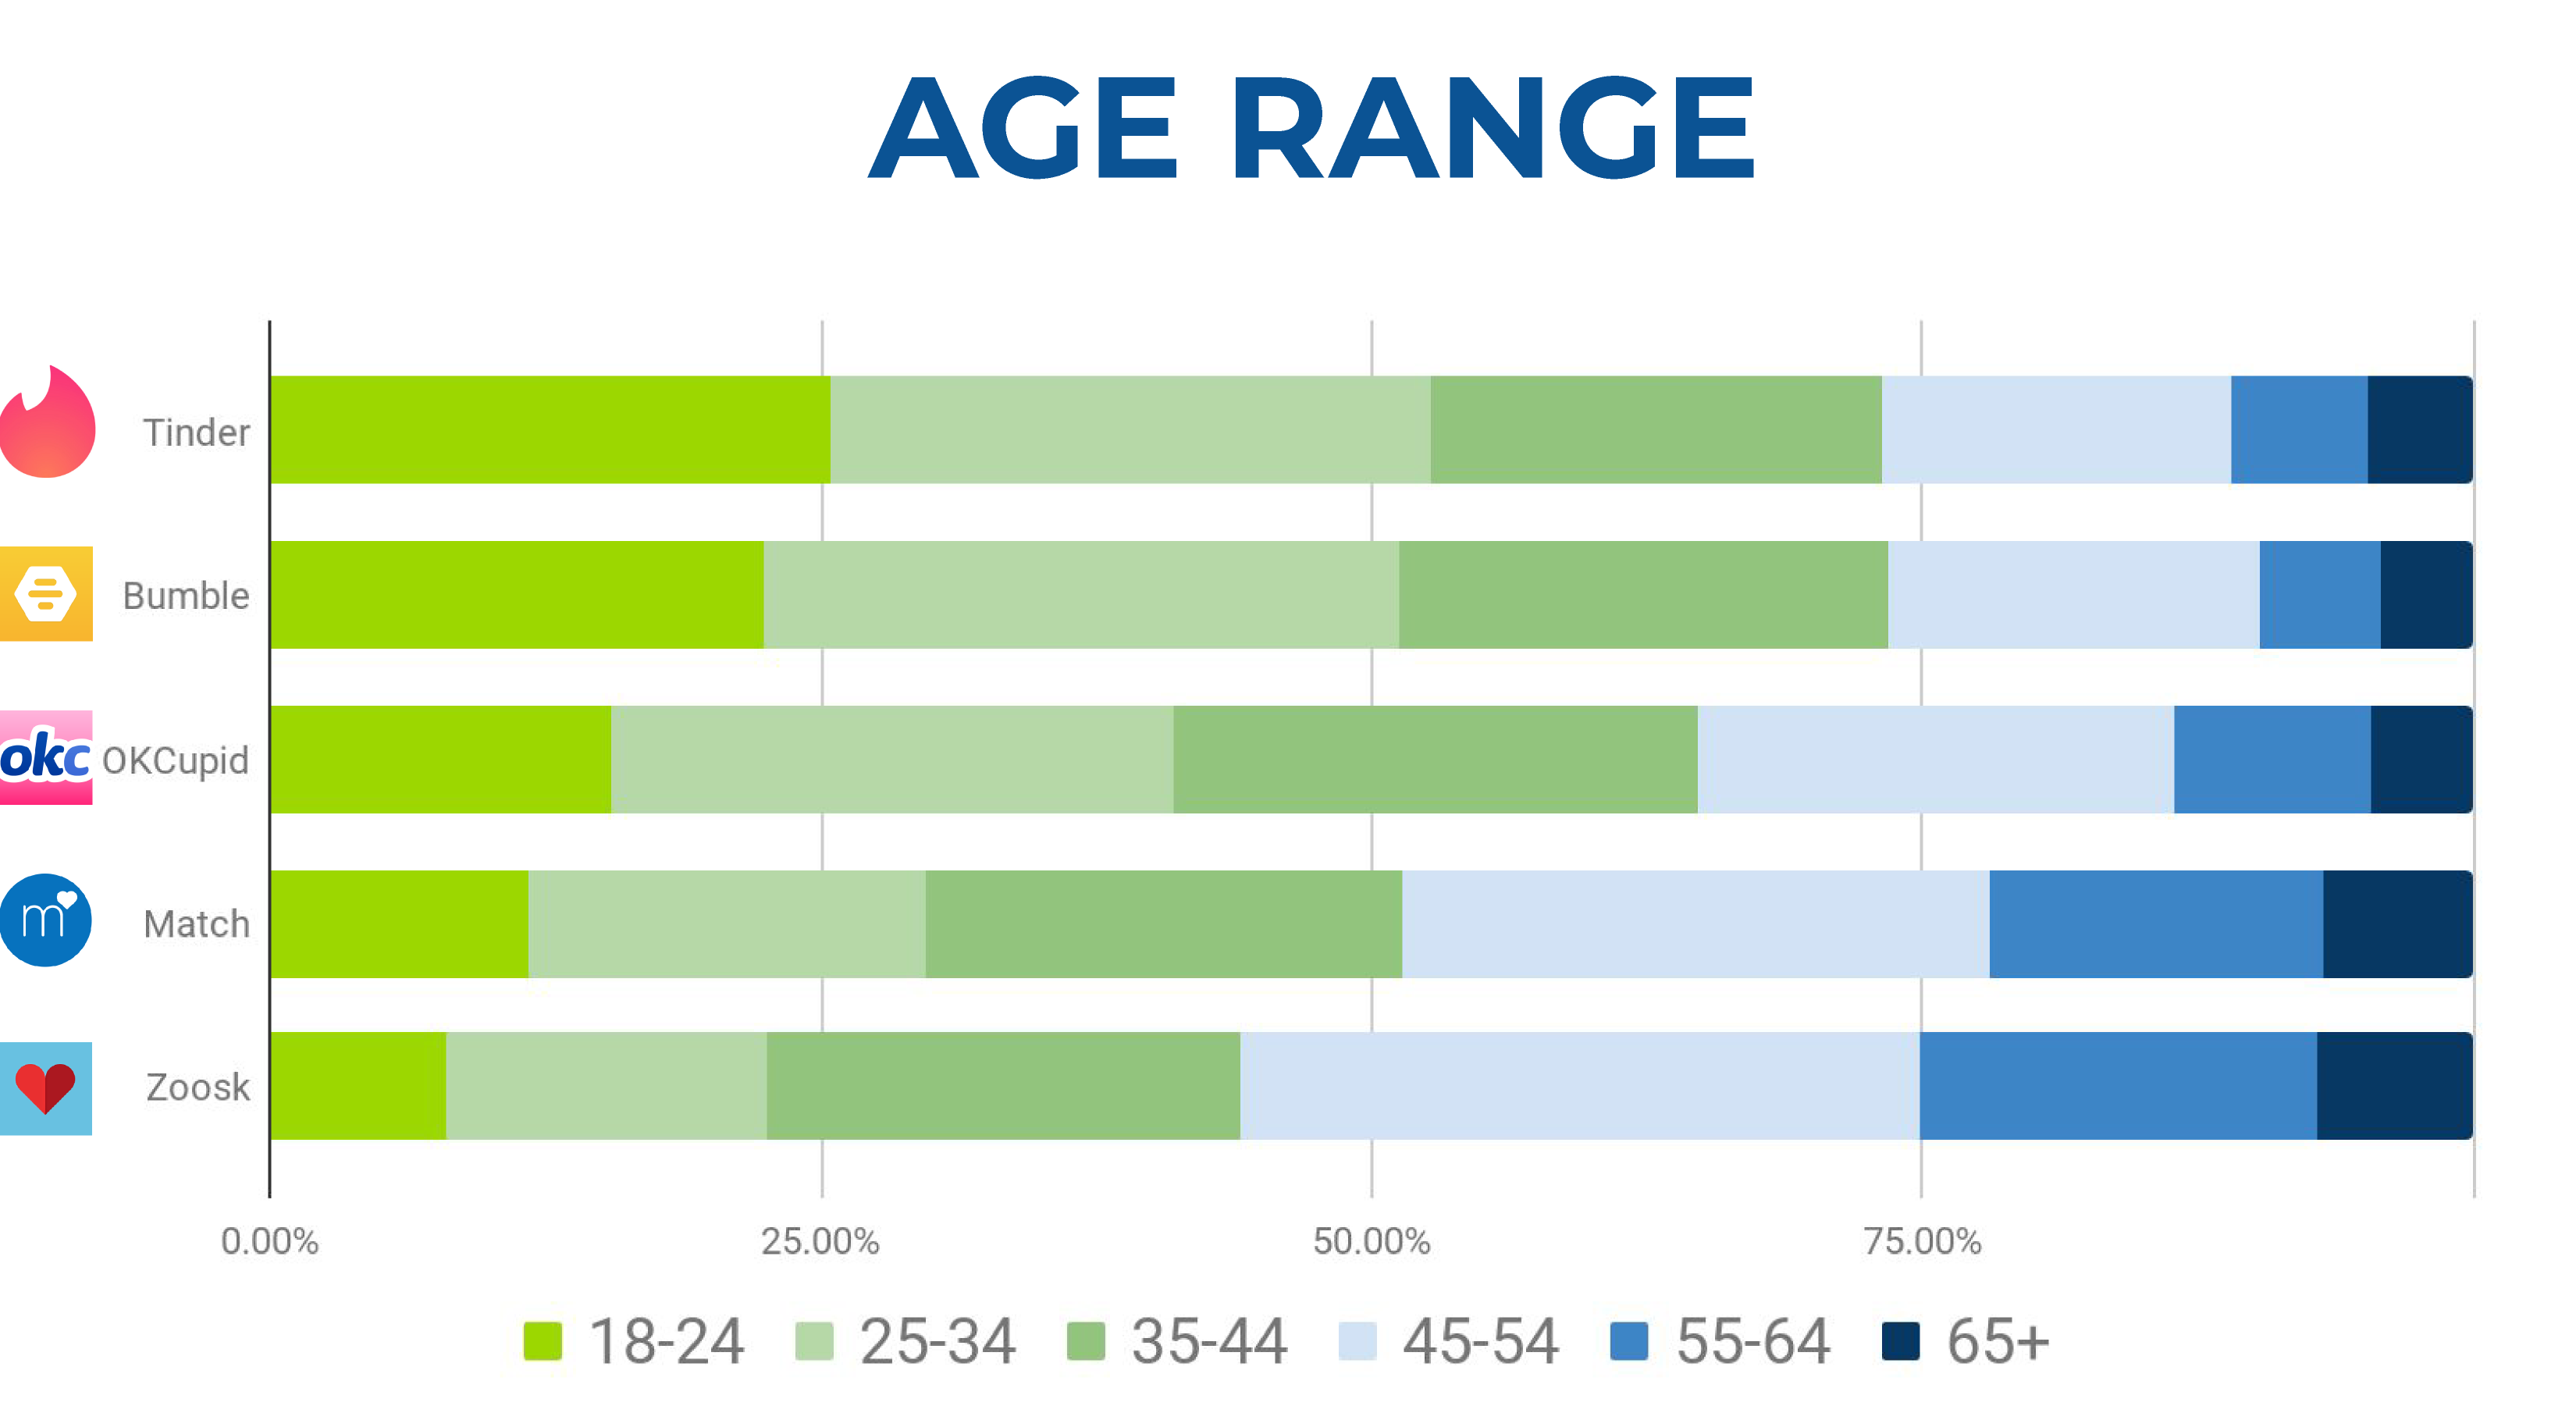 AGE RANGE
Tinder
Bumble
okc OKCupid
m Match
Zoosk
0.00% 25.00% 50.00% 75.00%
18-24 25-34 35-44 45-54 55-64 65+